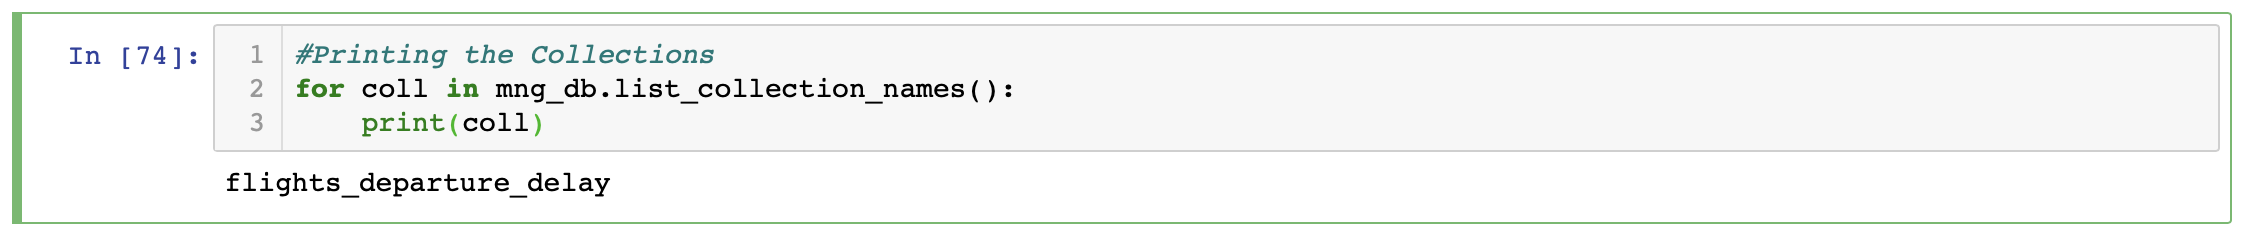 In [74]:
1 #Printing the Collections
2 for coll in mng_db.list_collection_names():
3     print(coll)
flights_departure_delay